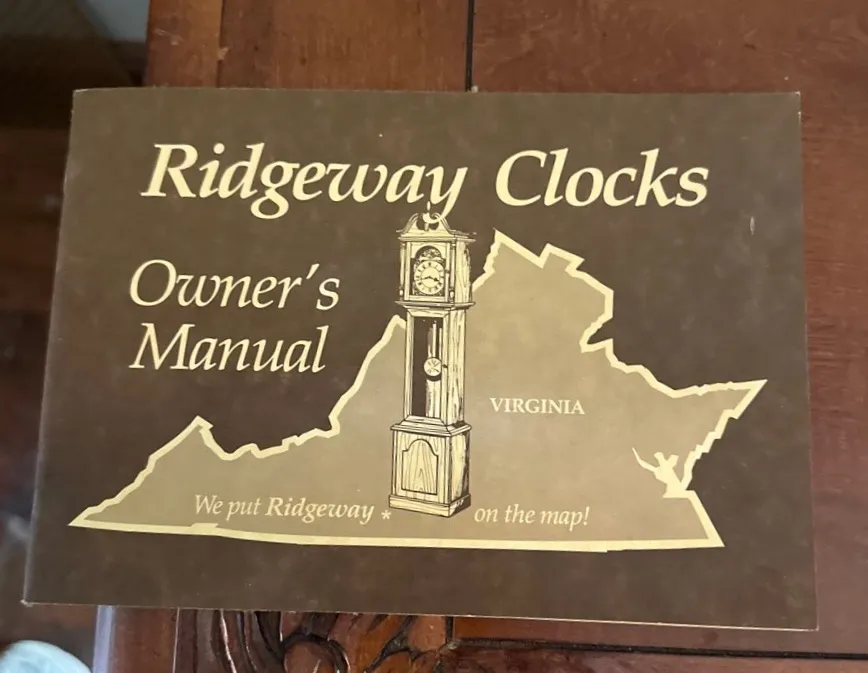 Ridgeway Clocks
Owner's
Manual
VIRGINIA
We put Ridgeway * on the map!